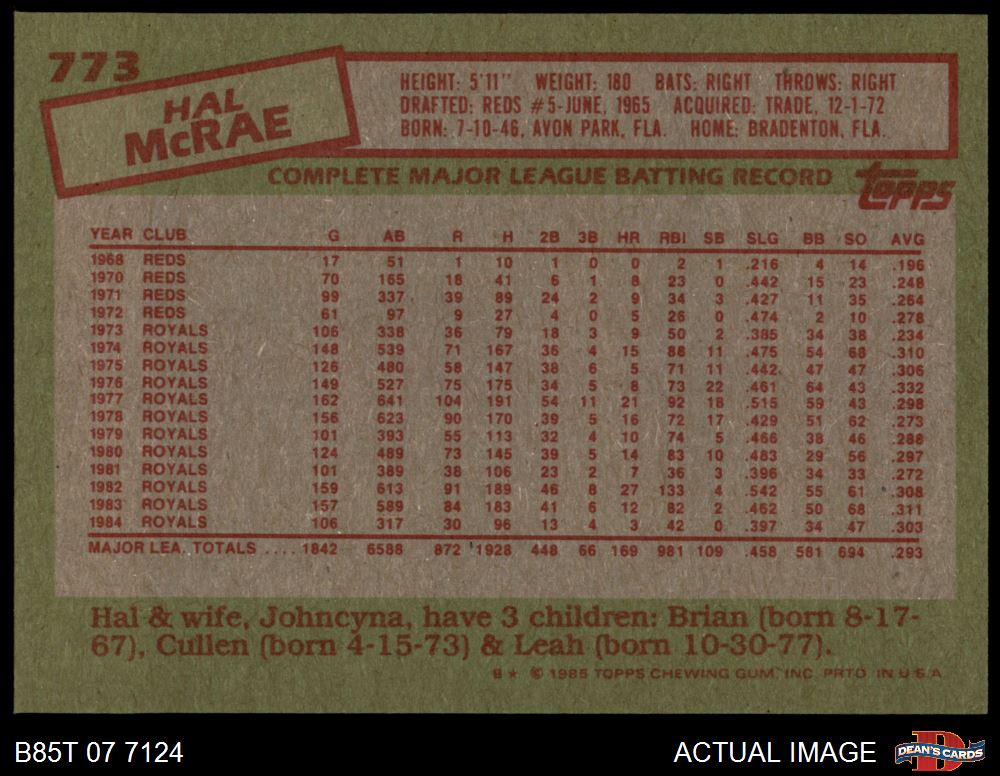 773
HAL
McRAE
HEIGHT: 5'11" WEIGHT: 180 BATS: RIGHT THROWS: RIGHT
DRAFTED: REDS #5-JUNE, 1965 ACQUIRED: TRADE, 12-1-72
BORN: 7-10-46, AVON PARK, FLA. HOME: BRADENTON, FLA.
COMPLETE MAJOR LEAGUE BATTING RECORD
topps
YEAR CLUB G AB R H 2B 3B HR RBI SB SLG BB SO AVG
1968 REDS 17 51 1 10 1 0 0 2 1 .216 4 14 .196
1970 REDS 70 165 18 41 6 1 8 23 0 .442 15 23 .248
1971 REDS 99 337 39 89 24 2 9 34 3 .427 11 35 .264
1972 REDS 61 97 9 27 4 0 5 26 0 .474 2 10 .278
1973 ROYALS 106 338 36 79 18 3 9 50 2 .385 34 38 .234
1974 ROYALS 148 539 71 167 36 4 15 88 11 .475 54 68 .310
1975 ROYALS 126 480 58 147 38 6 5 71 11 .442 47 47 .306
1976 ROYALS 149 527 75 175 34 5 8 73 22 .461 64 43 .332
1977 ROYALS 162 641 104 191 54 11 21 92 18 .515 59 43 .298
1978 ROYALS 156 623 90 170 39 5 16 72 17 .429 51 62 .273
1979 ROYALS 101 393 55 113 32 4 10 74 5 .466 38 46 .288
1980 ROYALS 124 489 73 145 39 5 14 83 10 .483 29 56 .297
1981 ROYALS 101 389 38 106 23 2 7 36 3 .396 34 33 .272
1982 ROYALS 159 613 91 189 46 8 27 133 4 .542 55 61 .308
1983 ROYALS 157 589 84 183 41 6 12 82 2 .462 50 68 .311
1984 ROYALS 106 317 30 96 13 4 3 42 0 .397 34 47 .303
MAJOR LEA. TOTALS .... 1842 6588 872 1928 448 66 169 981 109 .458 581 694 .293
Hal & wife, Johncyna, have 3 children: Brian (born 8-17-
67), Cullen (born 4-15-73) & Leah (born 10-30-77).
B★ © 1985 TOPPS CHEWING GUM, INC. PRTD. IN U.S.A.
B85T 07 7124 ACTUAL IMAGE DEAN'S CARDS